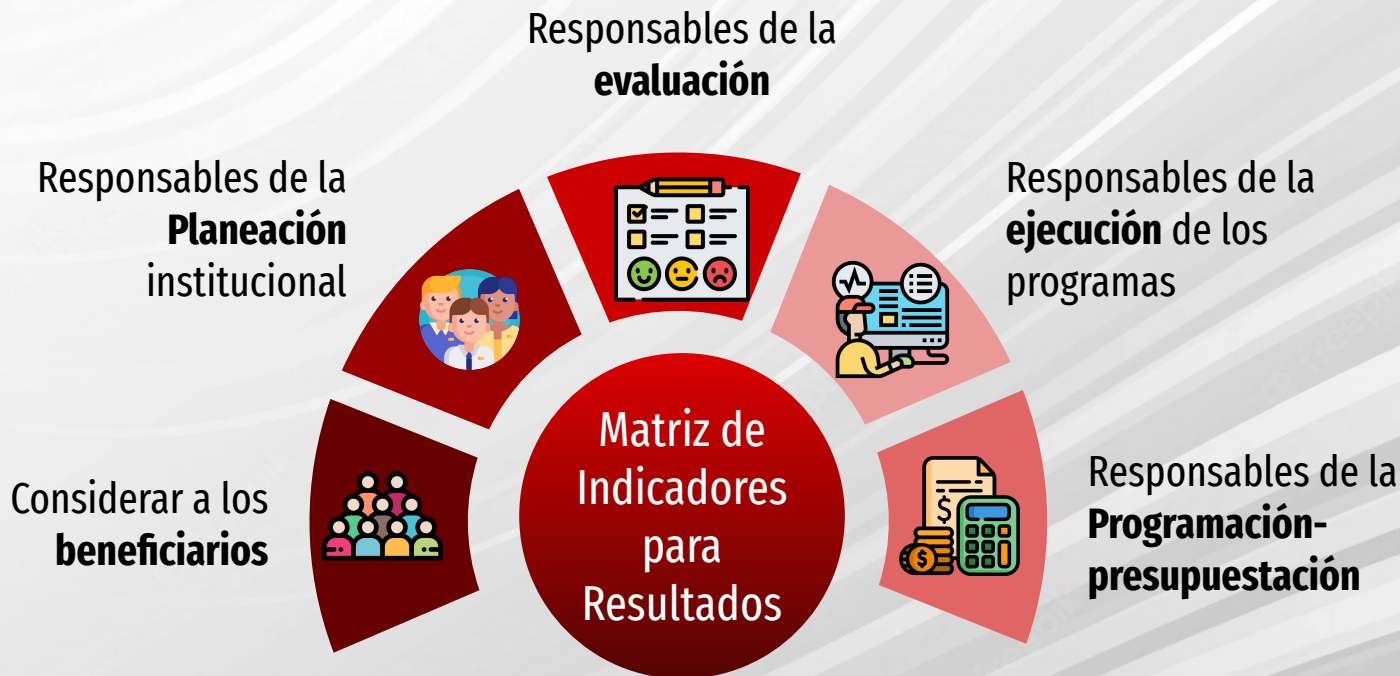 Responsables de la
evaluación
Responsables de la
Planeación
institucional
Responsables de la
ejecución de los
programas
Considerar a los
beneficiarios
Matriz de
Indicadores
para
Resultados
Responsables de la
Programación-
presupuestación
$
$